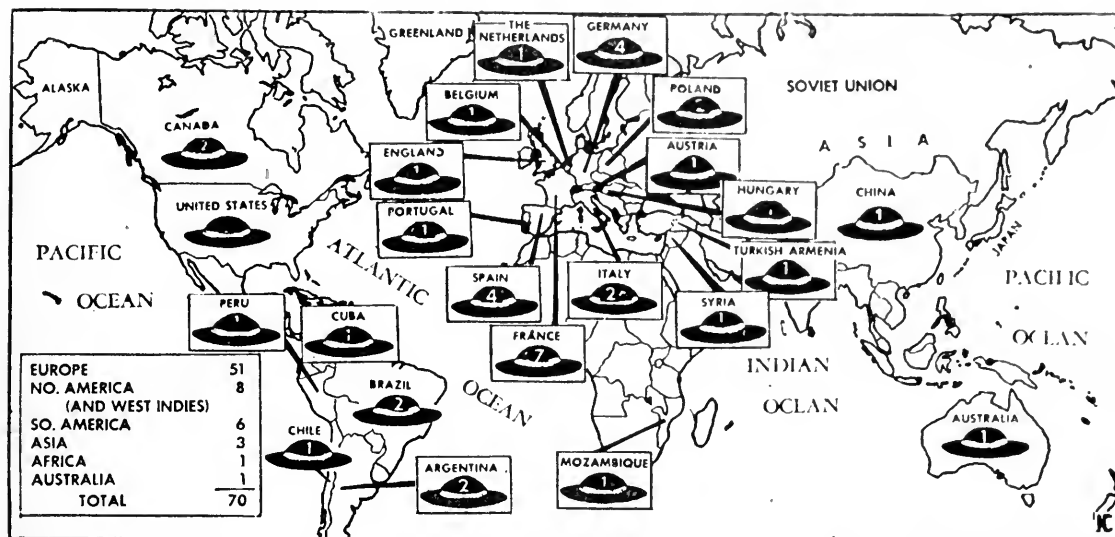 GREENLAND
THE
NETHERLANDS
1
GERMANY
4
SOVIET UNION
ALASKA
BELGIUM
1
POLAND
CANADA
2
ASIA
ENGLAND
1
AUSTRIA
1
HUNGARY
CHINA
1
UNITED STATES
PORTUGAL
1
JAPAN
PACIFIC
OCEAN
ATLANTIC
OCEAN
TURKISH ARMENIA
1
SPAIN
4
ITALY
2
SYRIA
1
PACIFIC
OCEAN
PERU
1
CUBA
1
FRANCE
7
INDIAN
OCLAN
EUROPE 51
NO. AMERICA 8
(AND WEST INDIES)
SO. AMERICA 6
ASIA 3
AFRICA 1
AUSTRALIA 1
TOTAL 70
BRAZIL
2
CHILE
1
ARGENTINA
2
MOZAMBIQUE
1
AUSTRALIA
1